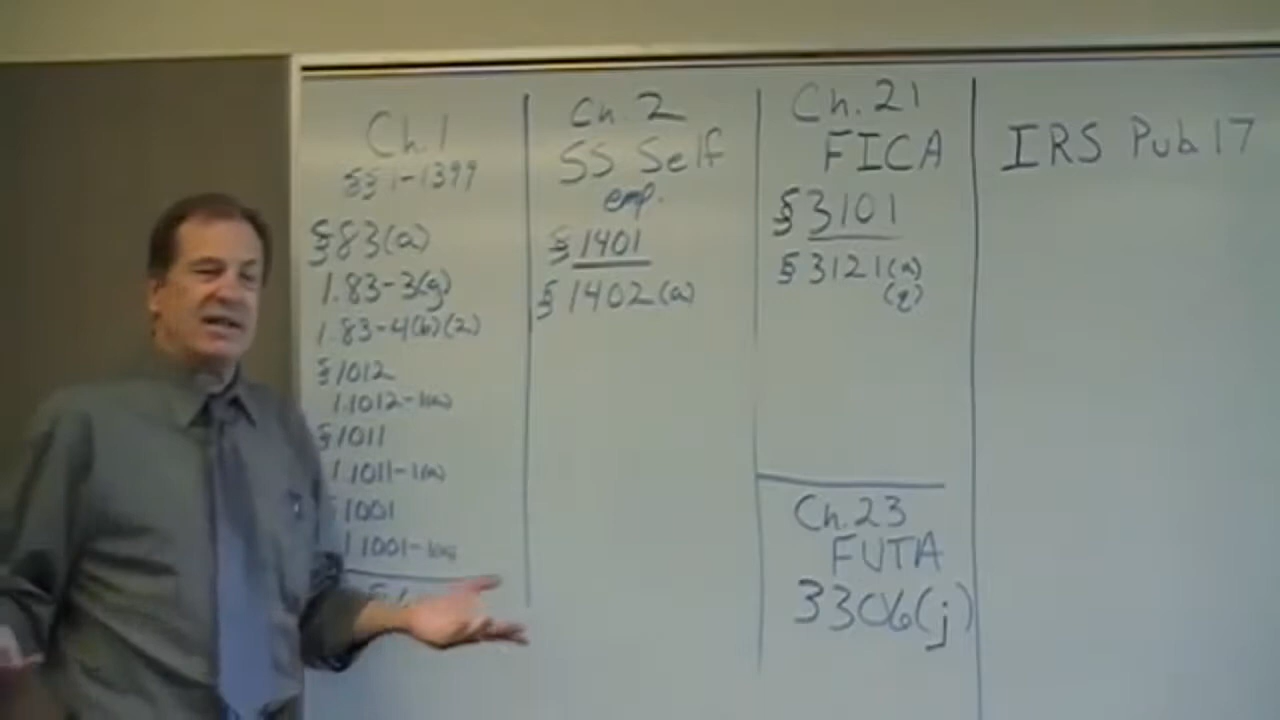 Ch.1
§§1-1399
§83(a)
1.83-3(g)
1.83-4(b)(2)
§1012
1.1012-1(a)
§1011
1.1011-1(a)
1001
1.1001-1(a)
Ch. 2
SS Self
emp.
§1401
§1402(a)
Ch. 21
FICA
§3101
§3121(a)
(q)
Ch. 23
FUTA
3306(j)
IRS Pub 17